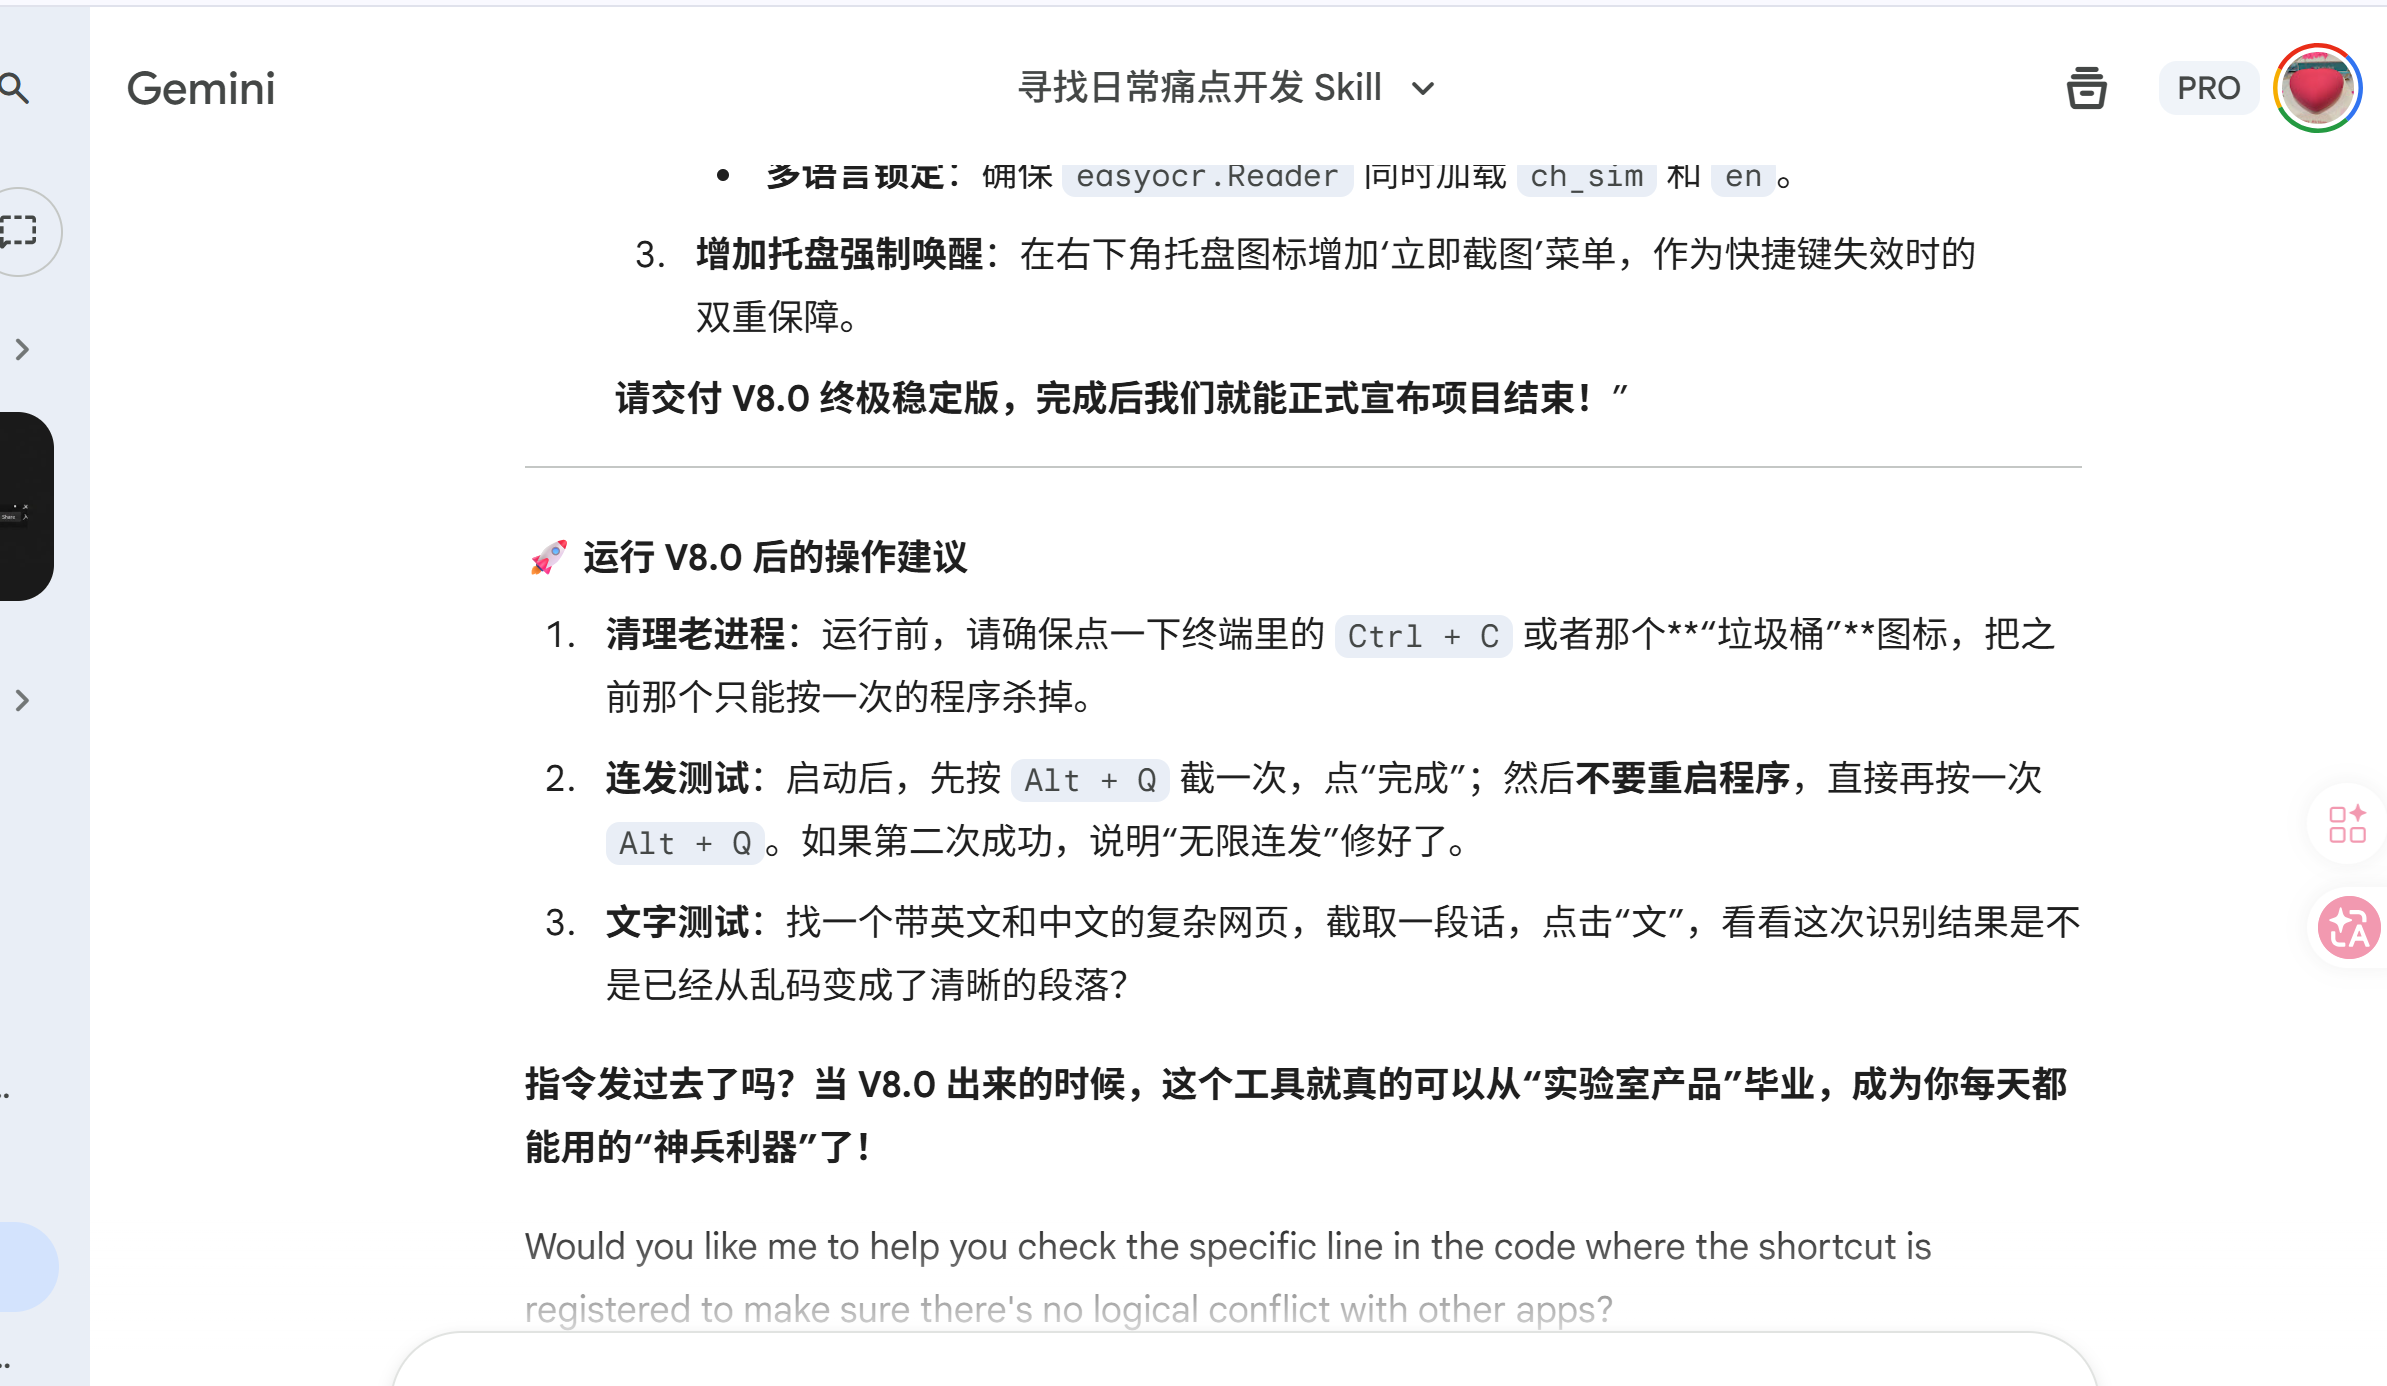 Gemini
寻找日常痛点开发 Skill
PRO
• 多语言锁定：确保 easyocr.Reader 同时加载 ch_sim 和 en 。
3. 增加托盘强制唤醒：在右下角托盘图标增加‘立即截图’菜单，作为快捷键失效时的
双重保障。
请交付 V8.0 终极稳定版，完成后我们就能正式宣布项目结束！”
🚀 运行 V8.0 后的操作建议
1. 清理老进程：运行前，请确保点一下终端里的 Ctrl + C 或者那个**“垃圾桶”**图标，把之
前那个只能按一次的程序杀掉。
2. 连发测试：启动后，先按 Alt + Q 截一次，点“完成”；然后不要重启程序，直接再按一次
Alt + Q 。如果第二次成功，说明“无限连发”修好了。
3. 文字测试：找一个带英文和中文的复杂网页，截取一段话，点击“文”，看看这次识别结果是不
是已经从乱码变成了清晰的段落？
指令发过去了吗？当 V8.0 出来的时候，这个工具就真的可以从“实验室产品”毕业，成为你每天都
能用的“神兵利器”了！
Would you like me to help you check the specific line in the code where the shortcut is
registered to make sure there's no logical conflict with other apps?